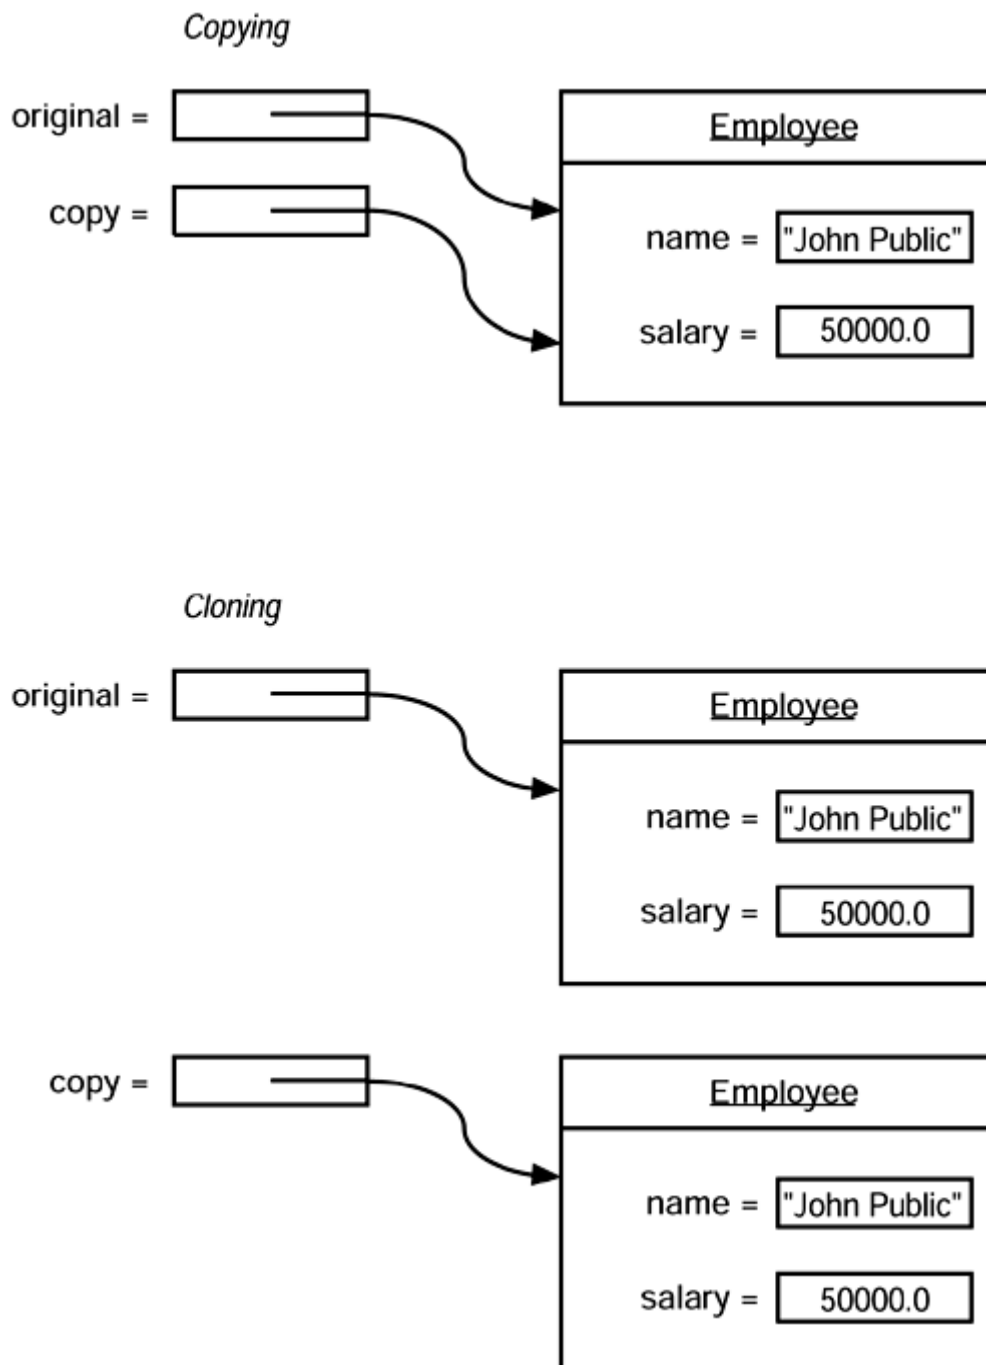 Copying
original =
Employee
copy =
name = "John Public"
salary = 50000.0
Cloning
original =
Employee
name = "John Public"
salary = 50000.0
copy =
Employee
name = "John Public"
salary = 50000.0